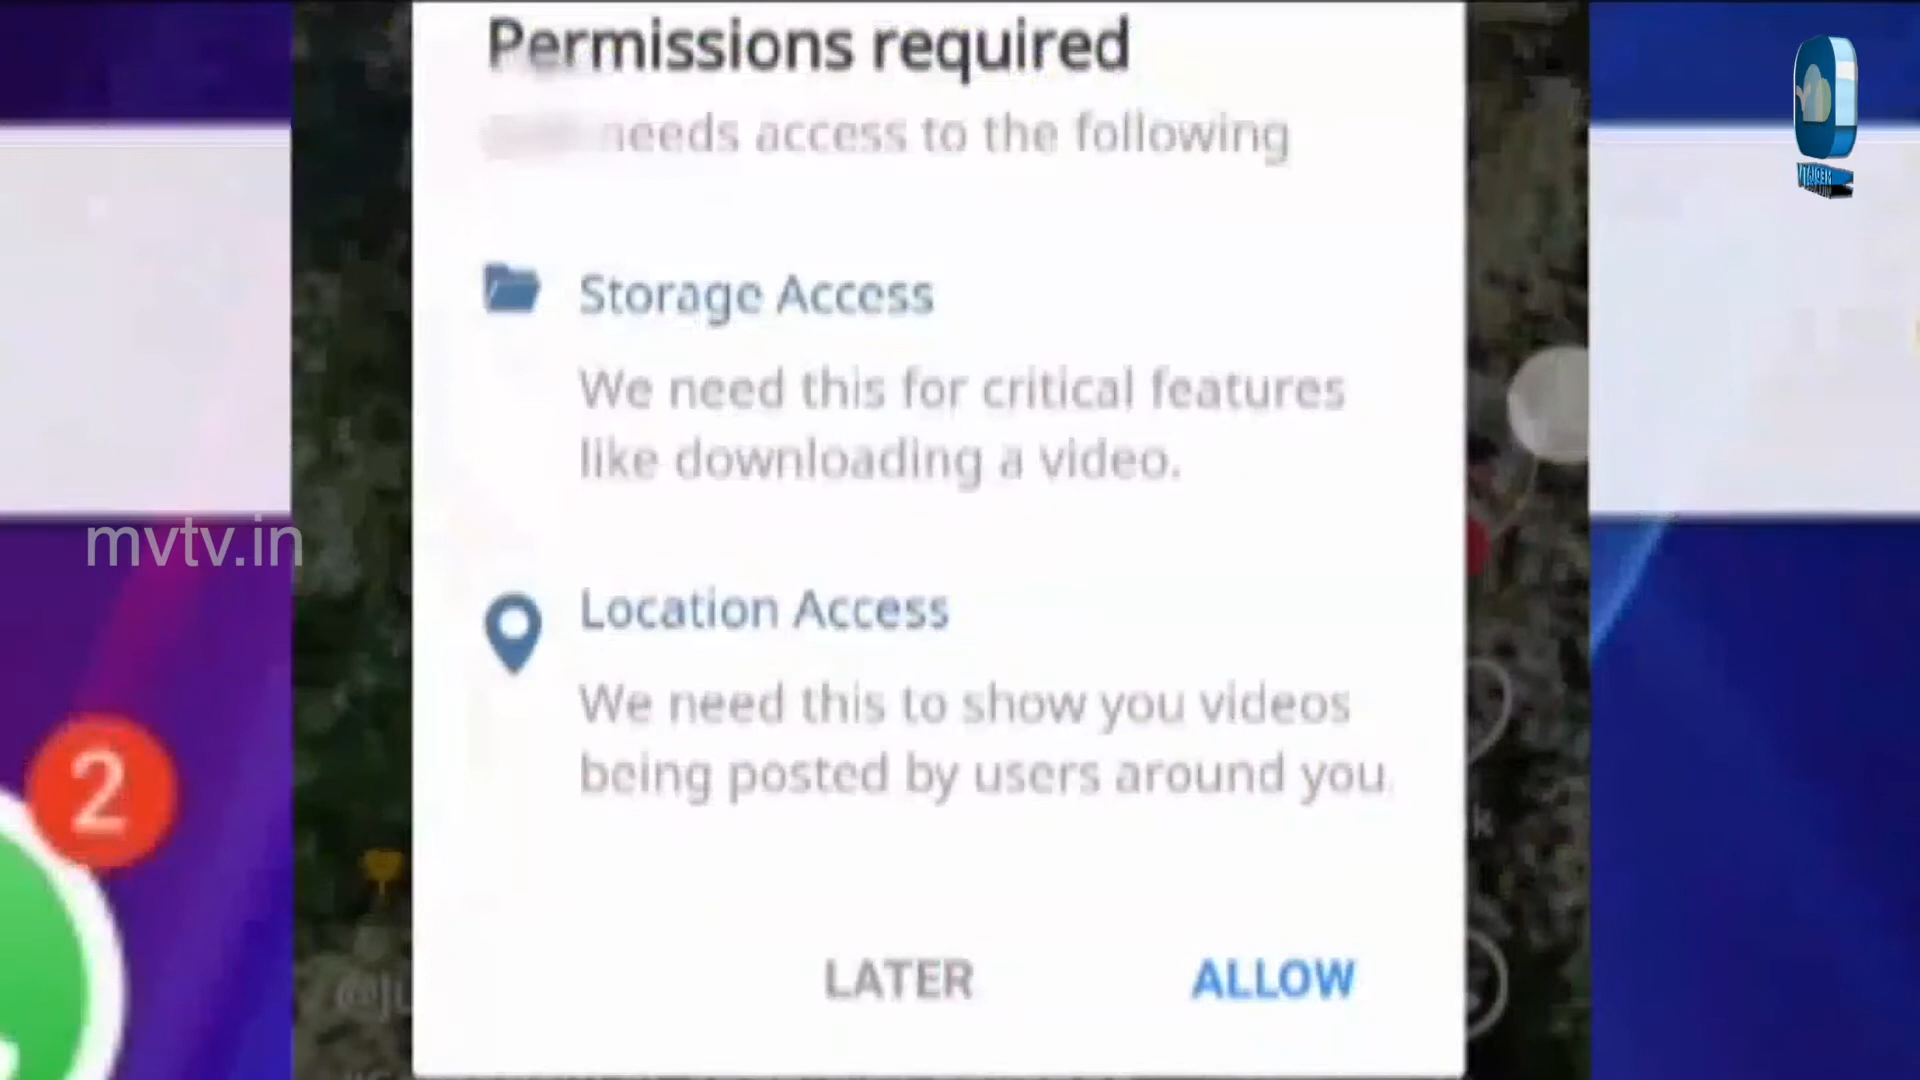 Permissions required
needs access to the following
Storage Access
We need this for critical features
like downloading a video.
mvtv.in
Location Access
We need this to show you videos
being posted by users around you.
2
LATER
ALLOW